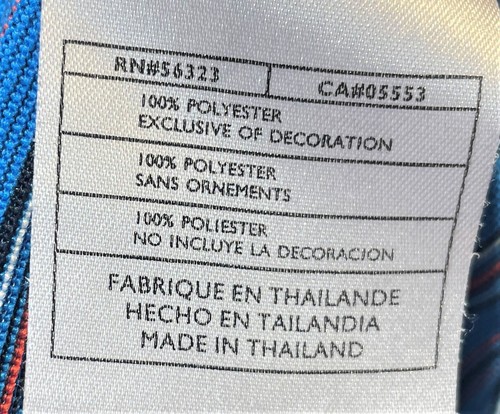 RN#56323 CA#05553
100% POLYESTER
EXCLUSIVE OF DECORATION
100% POLYESTER
SANS ORNEMENTS
100% POLIESTER
NO INCLUYE LA DECORACION
FABRIQUE EN THAILANDE
HECHO EN TAILANDIA
MADE IN THAILAND